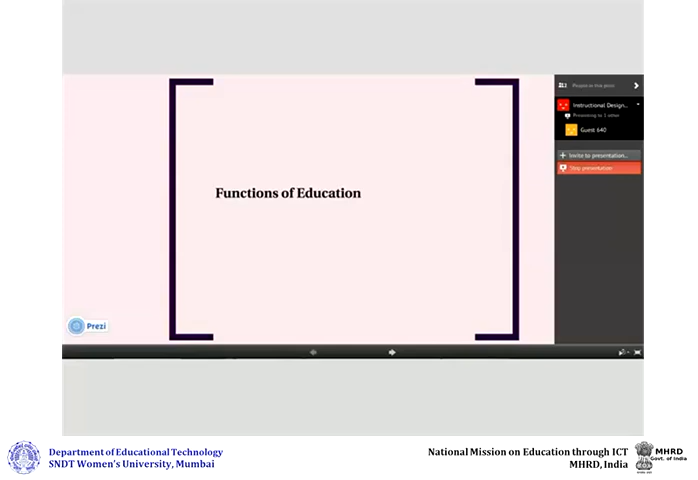 People in this prezi
Instructional Design...
Presenting to 1 other
Guest 640
Invite to presentation...
Stop presentation
Functions of Education
Prezi
Department of Educational Technology
SNDT Women's University, Mumbai
National Mission on Education through ICT
MHRD, India
MHRD
Govt. of India